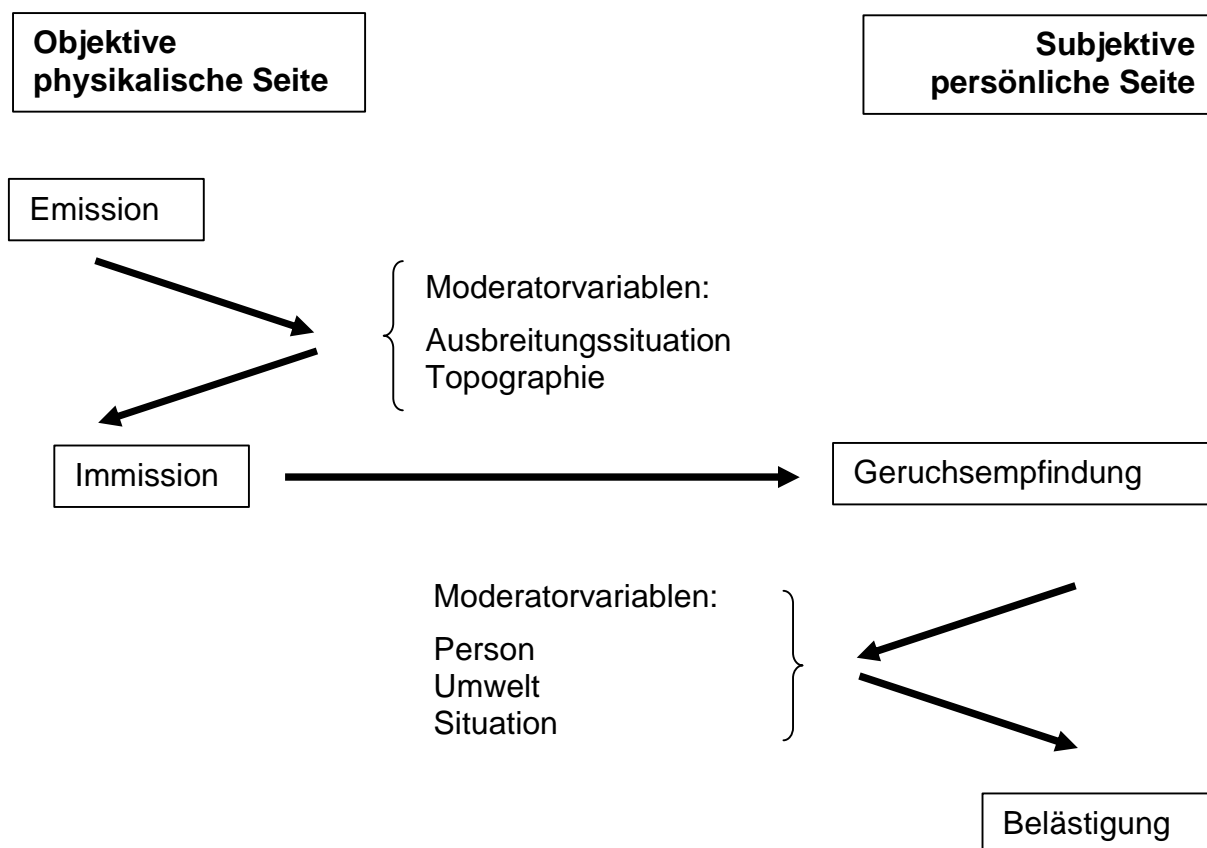 Objektive
physikalische Seite
Subjektive
persönliche Seite
Emission
Moderatorvariablen:
Ausbreitungssituation
Topographie
Immission
Geruchsempfindung
Moderatorvariablen:
Person
Umwelt
Situation
Belästigung